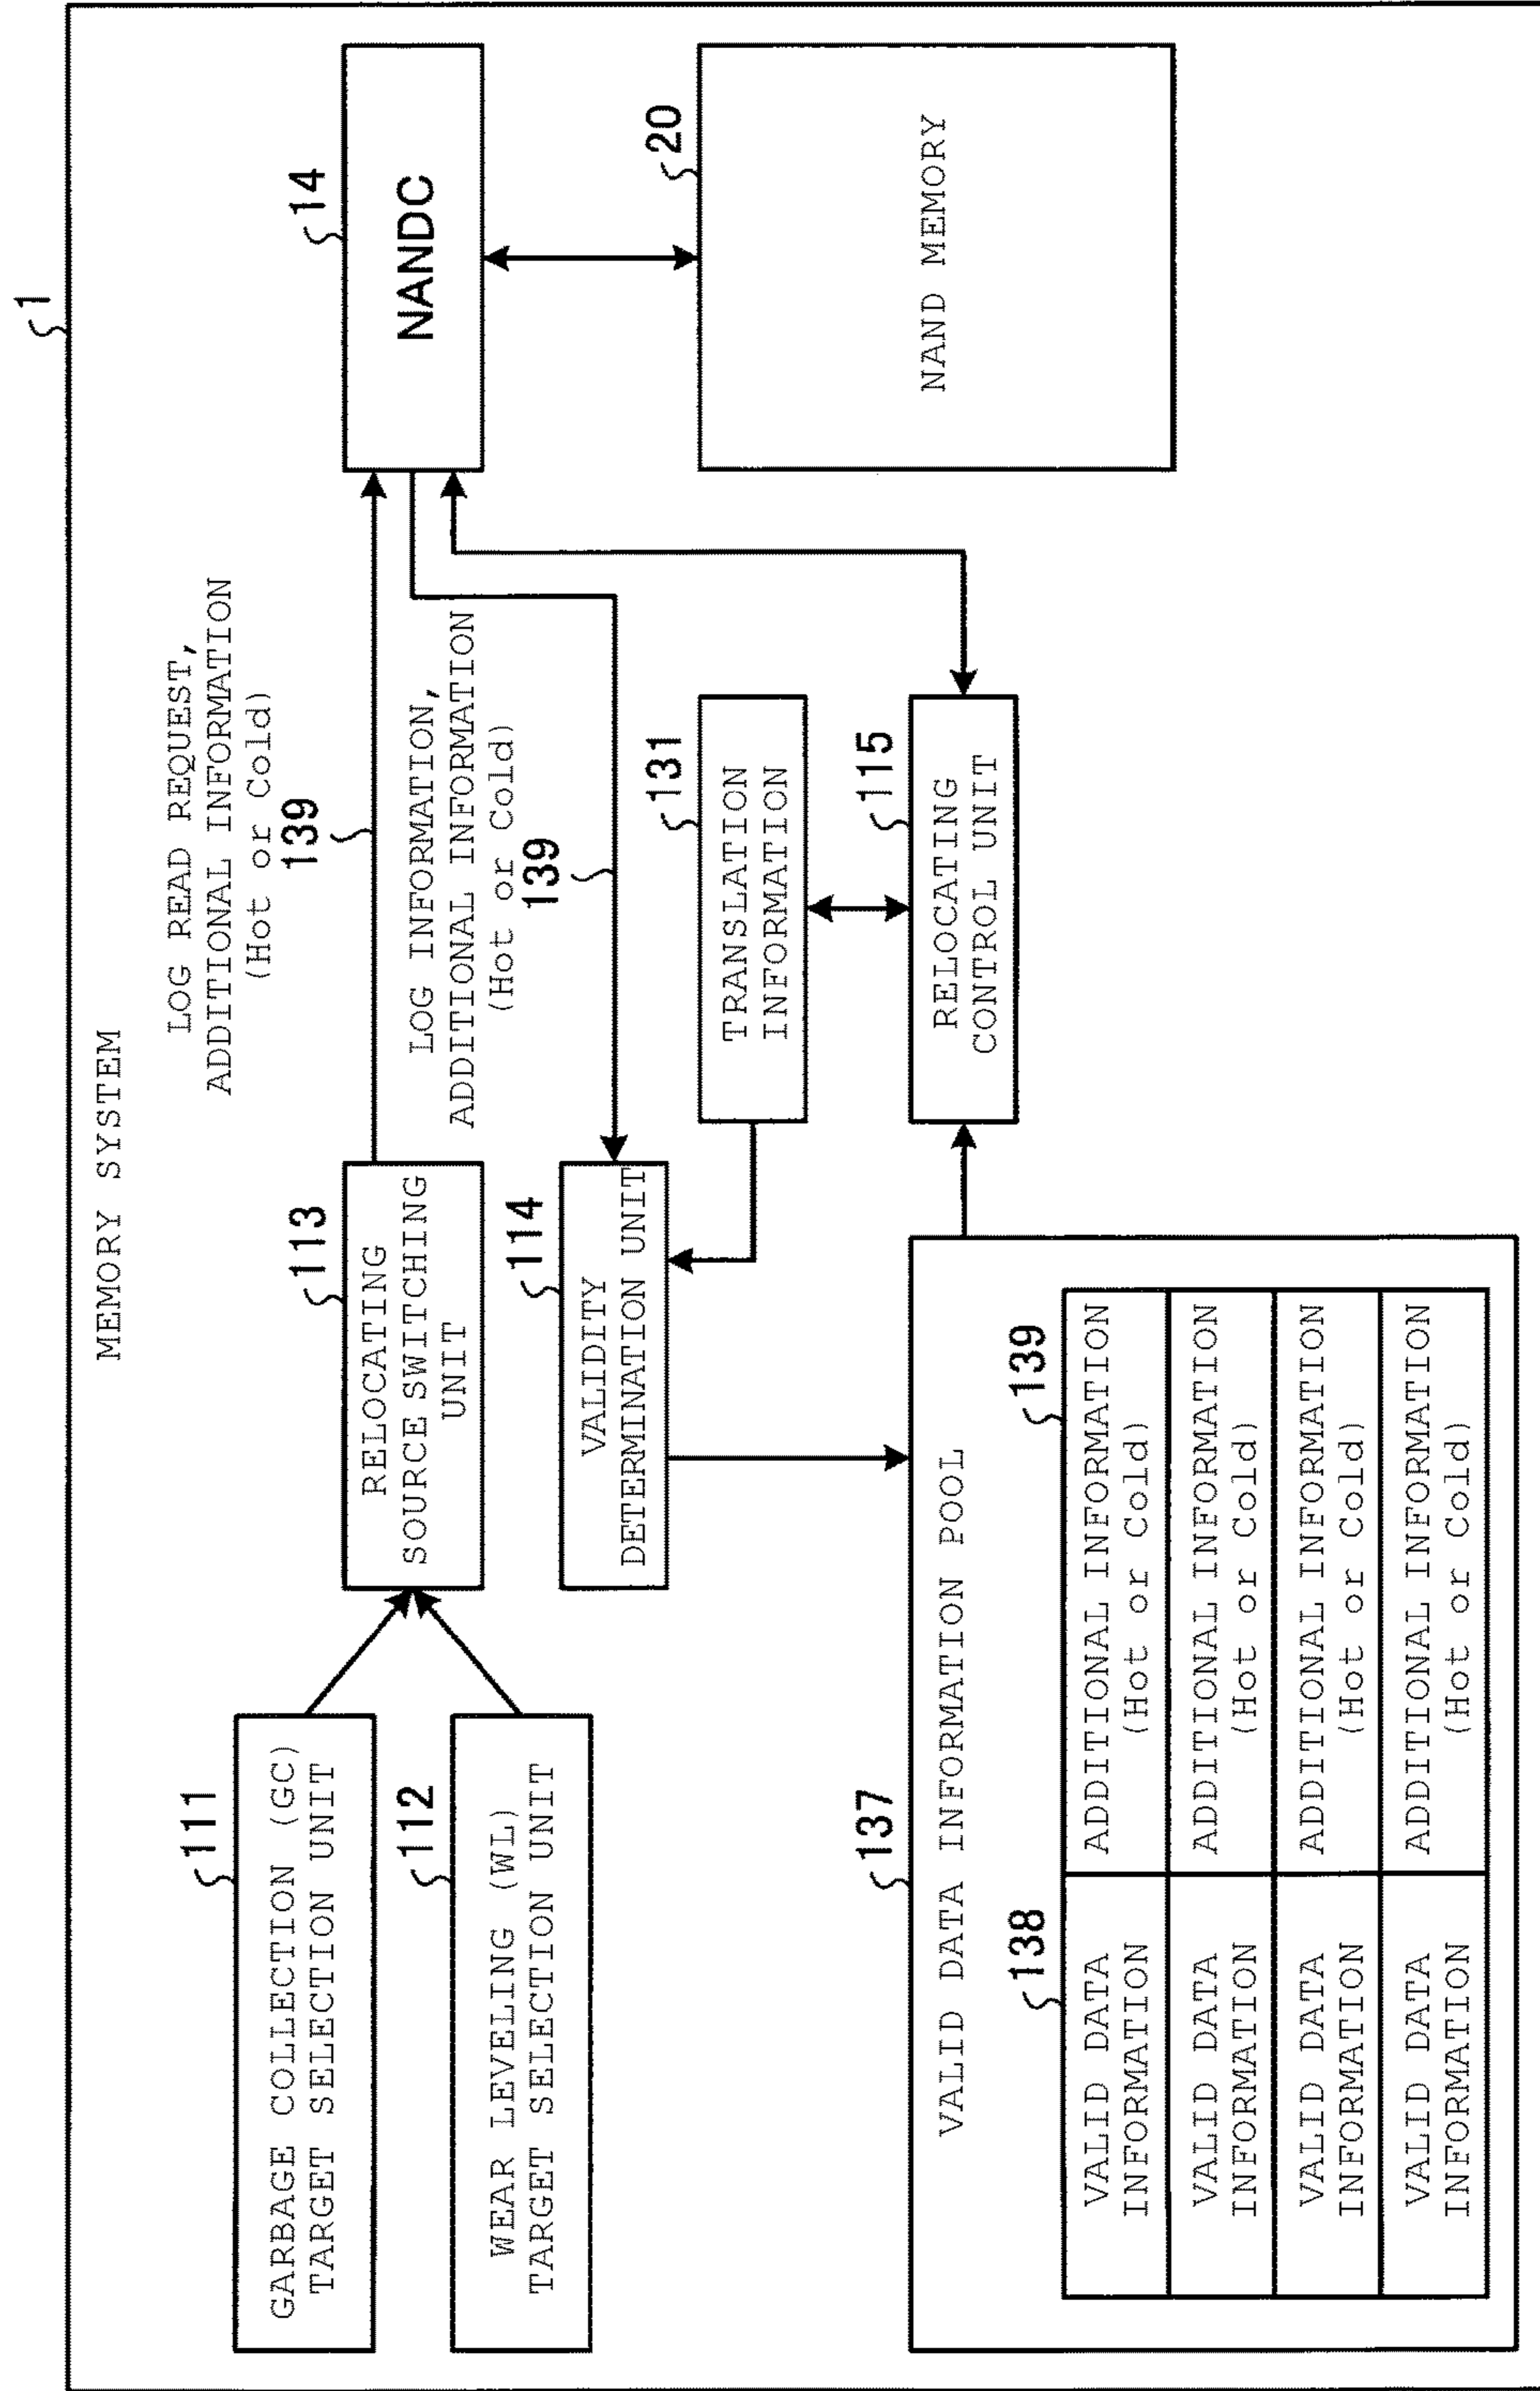 1
MEMORY SYSTEM
LOG READ REQUEST,
ADDITIONAL INFORMATION
(Hot or Cold)
139
111
GARBAGE COLLECTION (GC)
TARGET SELECTION UNIT
112
WEAR LEVELING (WL)
TARGET SELECTION UNIT
113
RELOCATING
SOURCE SWITCHING
UNIT
14
NANDC
LOG INFORMATION,
ADDITIONAL INFORMATION
(Hot or Cold)
139
114
VALIDITY
DETERMINATION UNIT
131
TRANSLATION
INFORMATION
20
NAND MEMORY
115
RELOCATING
CONTROL UNIT
137
VALID DATA INFORMATION POOL
138
139
VALID DATA
INFORMATION
ADDITIONAL INFORMATION
(Hot or Cold)
VALID DATA
INFORMATION
ADDITIONAL INFORMATION
(Hot or Cold)
VALID DATA
INFORMATION
ADDITIONAL INFORMATION
(Hot or Cold)
VALID DATA
INFORMATION
ADDITIONAL INFORMATION
(Hot or Cold)